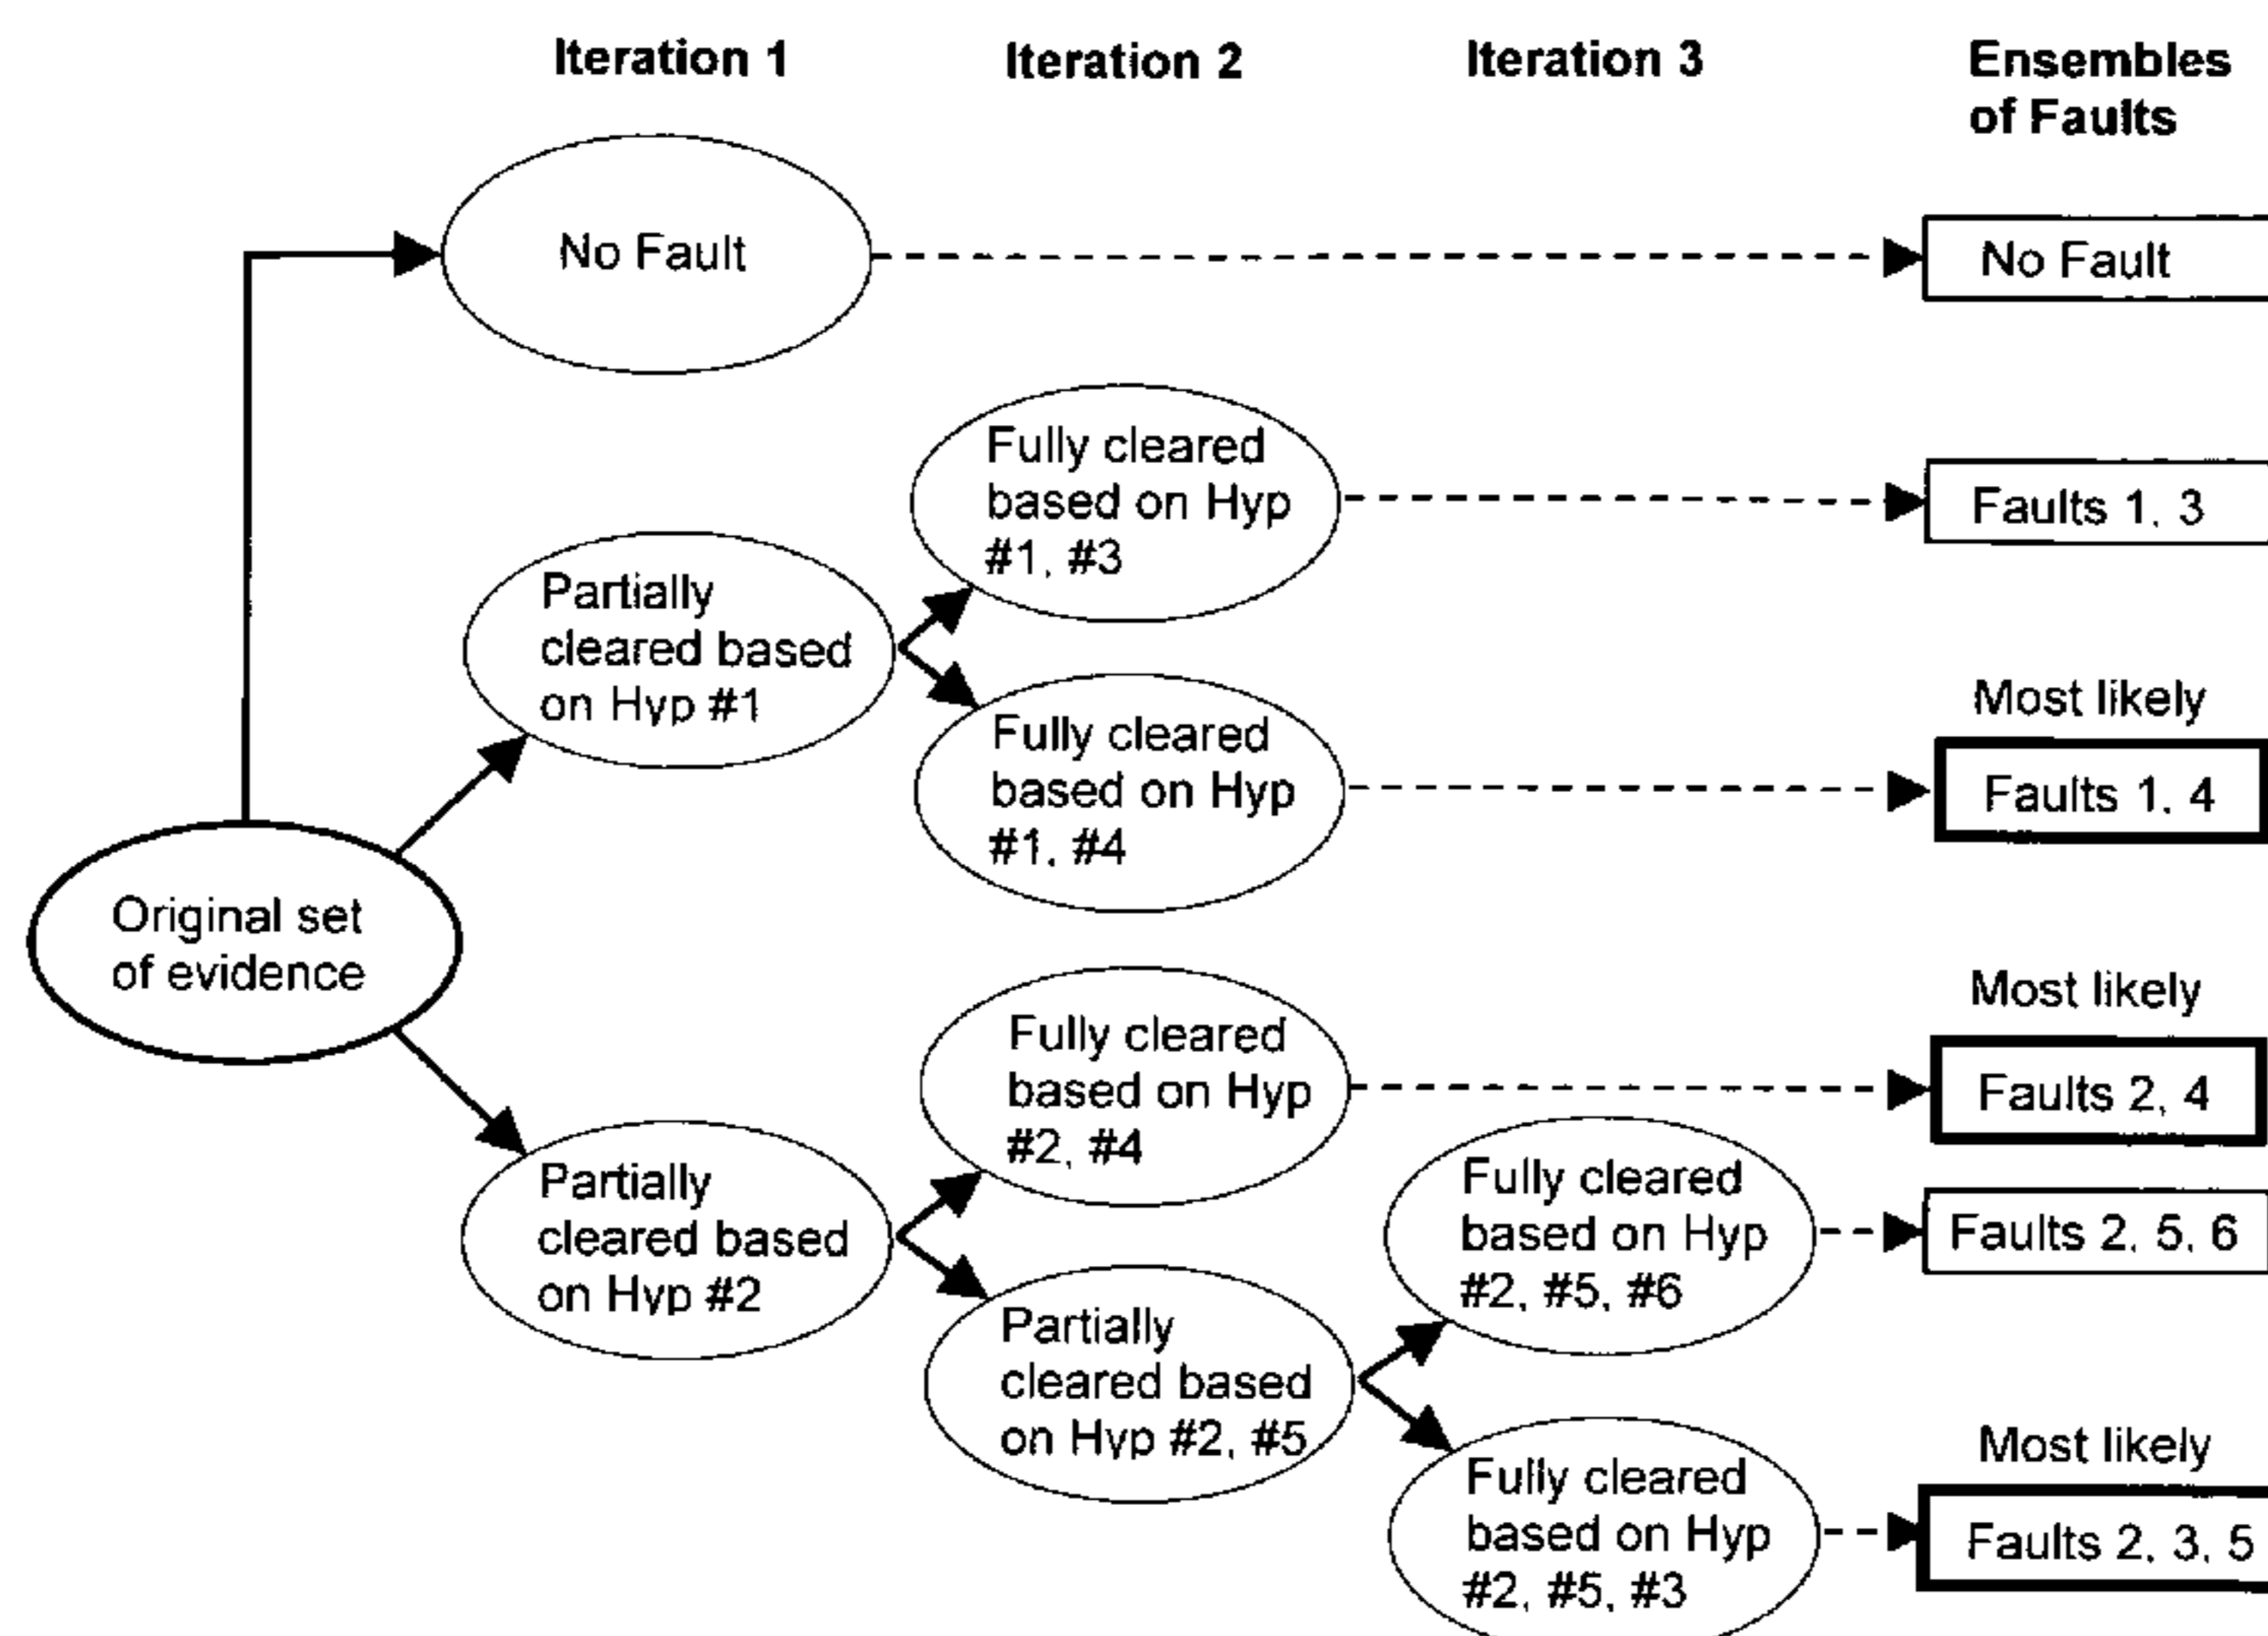 Iteration 1
Iteration 2
Iteration 3
Ensembles
of Faults
No Fault
No Fault
Fully cleared
based on Hyp
#1, #3
Faults 1, 3
Partially
cleared based
on Hyp #1
Most likely
Fully cleared
based on Hyp
#1, #4
Faults 1, 4
Original set
of evidence
Most likely
Fully cleared
based on Hyp
#2, #4
Faults 2, 4
Partially
cleared based
on Hyp #2
Fully cleared
based on Hyp
#2, #5, #6
Faults 2, 5, 6
Partially
cleared based
on Hyp #2, #5
Most likely
Fully cleared
based on Hyp
#2, #5, #3
Faults 2, 3, 5